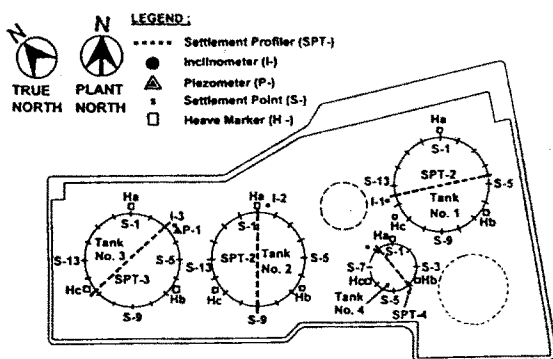 LEGEND :
N
N
Settlement Profiler (SPT-)
Inclinometer (I-)
Piezometer (P-)
Settlement Point (S-)
Heave Marker (H -)
TRUE NORTH
PLANT NORTH
Ha
S-1
SPT-2
S-13
S-5
I-1
Tank No. 1
Hb
Hc
S-9
Ha
S-1
I-3
P-1
Tank No. 3
S-13
S-5
SPT-3
Hc
Hb
S-9
Ha
I-2
S-1
SPT-2
Tank No. 2
S-13
S-5
Hc
Hb
S-9
Ha
S-1
S-7
S-3
Hc
Hb
S-5
Tank No. 4
SPT-4